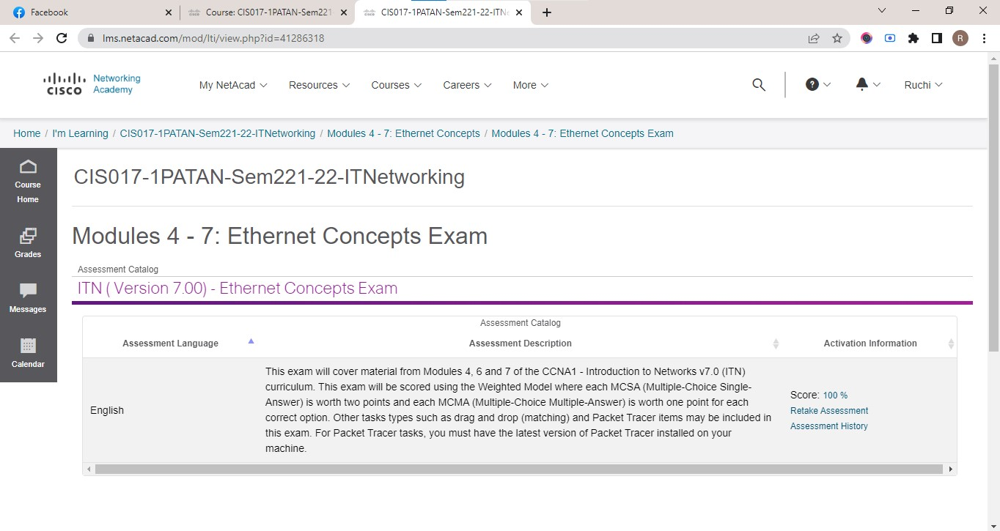 Facebook
Course: CIS017-1PATAN-Sem221
CIS017-1PATAN-Sem221-22-ITNe
lms.netacad.com/mod/lti/view.php?id=41286318
R
CISCO Networking Academy
My NetAcad
Resources
Courses
Careers
More
?
Ruchi
Home / I'm Learning / CIS017-1PATAN-Sem221-22-ITNetworking / Modules 4 - 7: Ethernet Concepts / Modules 4 - 7: Ethernet Concepts Exam
Course
Home
Grades
Messages
Calendar
CIS017-1PATAN-Sem221-22-ITNetworking
Modules 4 - 7: Ethernet Concepts Exam
Assessment Catalog
ITN ( Version 7.00) - Ethernet Concepts Exam
Assessment Catalog
Assessment Language
Assessment Description
Activation Information
English
This exam will cover material from Modules 4, 6 and 7 of the CCNA1 - Introduction to Networks v7.0 (ITN)
curriculum. This exam will be scored using the Weighted Model where each MCSA (Multiple-Choice Single-
Answer) is worth two points and each MCMA (Multiple-Choice Multiple-Answer) is worth one point for each
correct option. Other tasks types such as drag and drop (matching) and Packet Tracer items may be included in
this exam. For Packet Tracer tasks, you must have the latest version of Packet Tracer installed on your
machine.
Score: 100 %
Retake Assessment
Assessment History